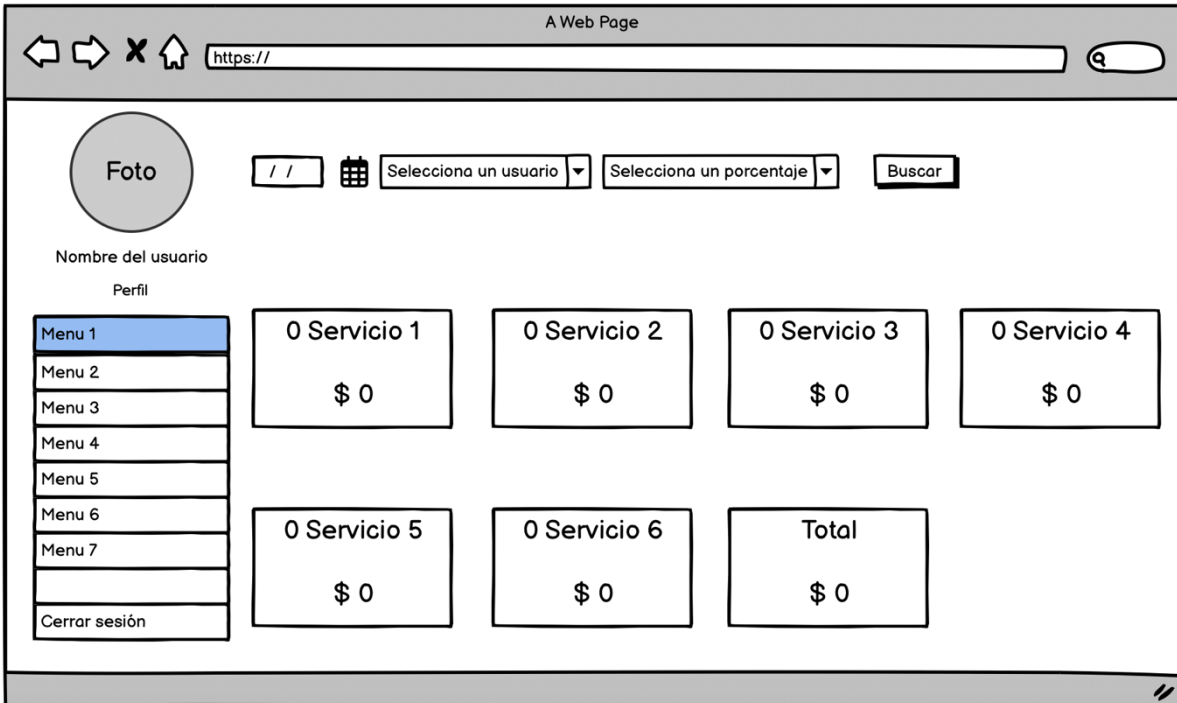 A Web Page
https://
Foto
/ /
Selecciona un usuario
Selecciona un porcentaje
Buscar
Nombre del usuario
Perfil
Menu 1
Menu 2
Menu 3
Menu 4
Menu 5
Menu 6
Menu 7
Cerrar sesión
0 Servicio 1
$ 0
0 Servicio 2
$ 0
0 Servicio 3
$ 0
0 Servicio 4
$ 0
0 Servicio 5
$ 0
0 Servicio 6
$ 0
Total
$ 0